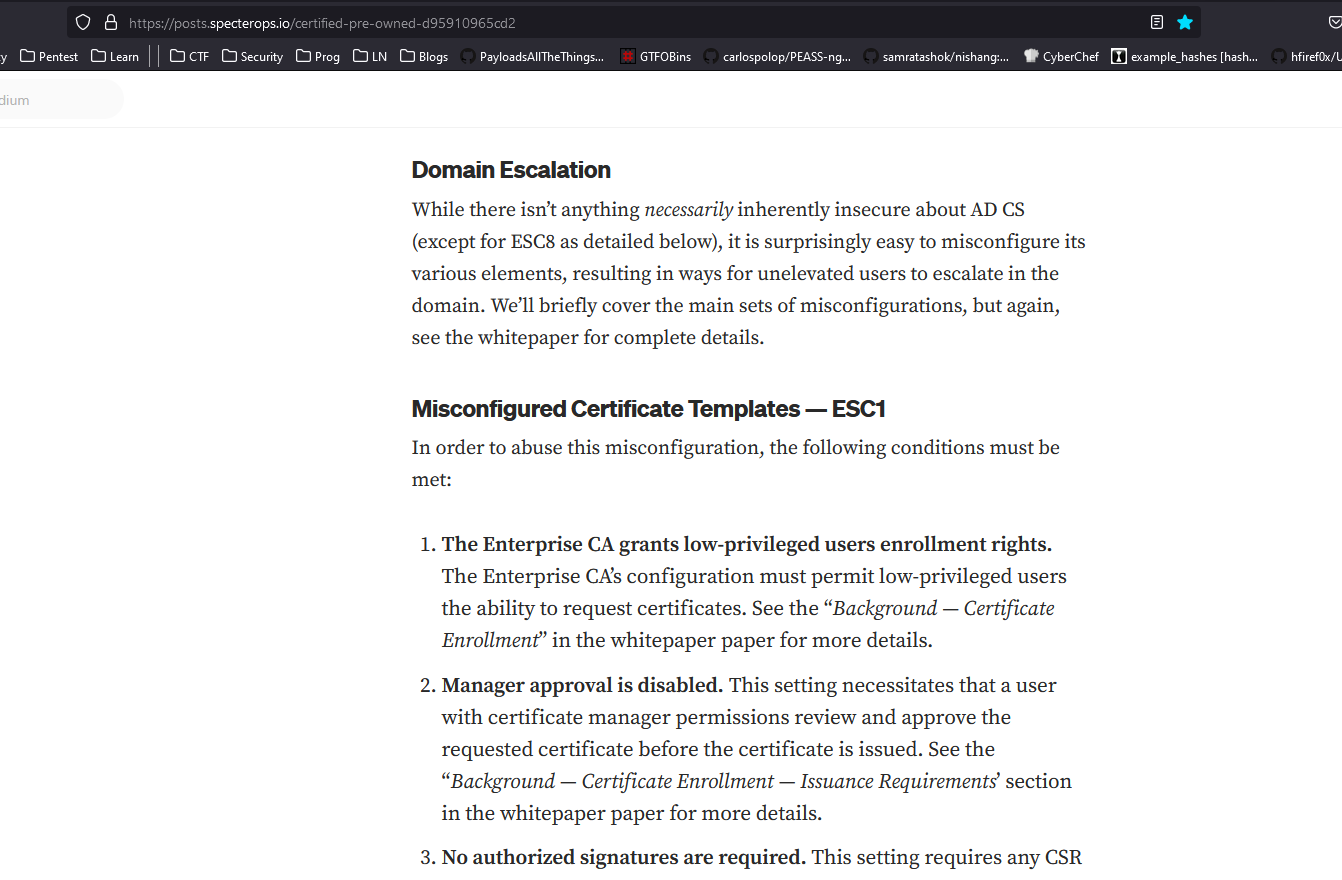 https://posts.specterops.io/certified-pre-owned-d95910965cd2
y Pentest Learn CTF Security Prog LN Blogs PayloadsAllTheThings... GTFOBins carlospolop/PEASS-ng... samratashok/nishang:... CyberChef example_hashes [hash... hfiref0x/U
dium
Domain Escalation
While there isn’t anything necessarily inherently insecure about AD CS
(except for ESC8 as detailed below), it is surprisingly easy to misconfigure its
various elements, resulting in ways for unelevated users to escalate in the
domain. We’ll briefly cover the main sets of misconfigurations, but again,
see the whitepaper for complete details.
Misconfigured Certificate Templates — ESC1
In order to abuse this misconfiguration, the following conditions must be
met:
1. The Enterprise CA grants low-privileged users enrollment rights.
The Enterprise CA’s configuration must permit low-privileged users
the ability to request certificates. See the “Background — Certificate
Enrollment” in the whitepaper paper for more details.
2. Manager approval is disabled. This setting necessitates that a user
with certificate manager permissions review and approve the
requested certificate before the certificate is issued. See the
“Background — Certificate Enrollment — Issuance Requirements’ section
in the whitepaper paper for more details.
3. No authorized signatures are required. This setting requires any CSR